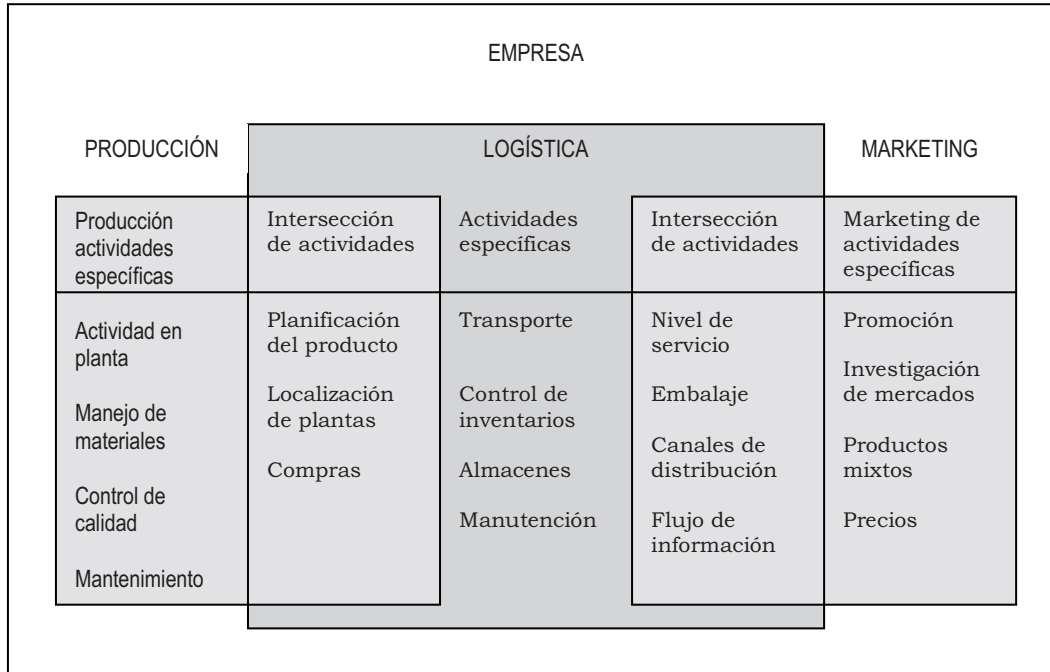 EMPRESA
PRODUCCIÓN
LOGÍSTICA
MARKETING
Producción
actividades
específicas
Intersección
de actividades
Actividades
específicas
Intersección
de actividades
Marketing de
actividades
específicas
Actividad en
planta
Manejo de
materiales
Control de
calidad
Mantenimiento
Planificación
del producto
Localización
de plantas
Compras
Transporte
Control de
inventarios
Almacenes
Manutención
Nivel de
servicio
Embalaje
Canales de
distribución
Flujo de
información
Promoción
Investigación
de mercados
Productos
mixtos
Precios